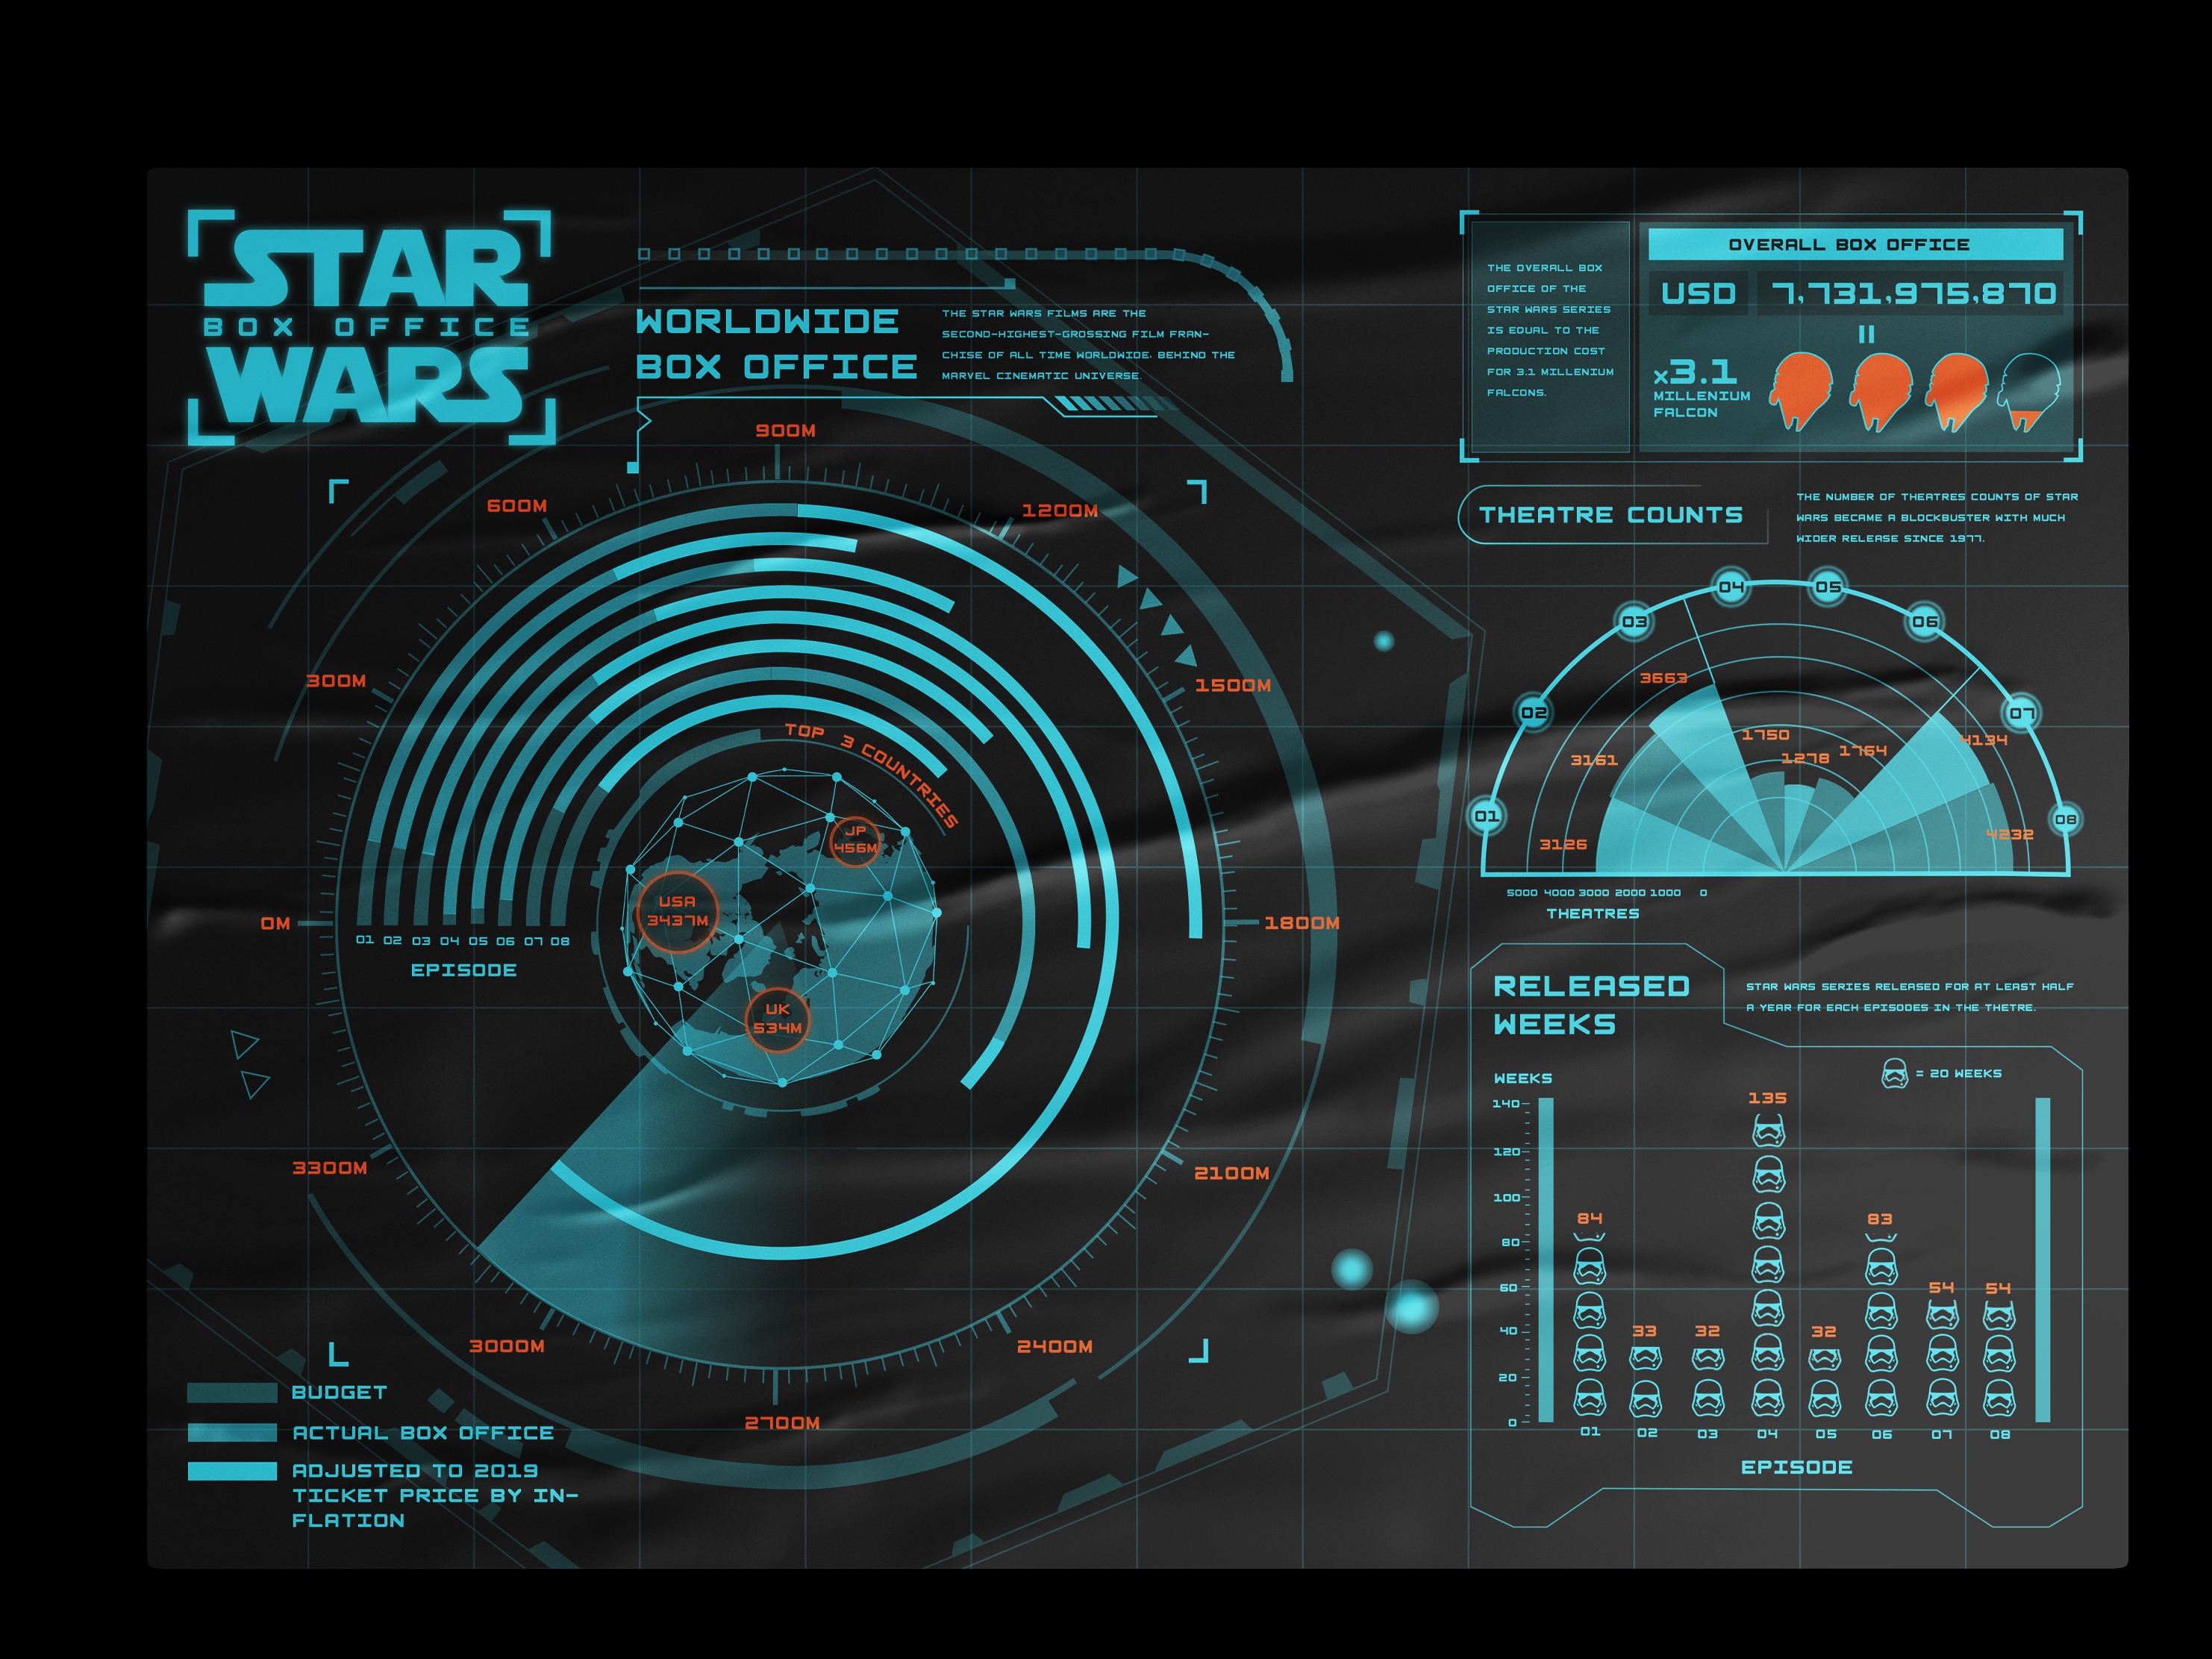 STAR
BOX OFFICE
WARS
WORLDWIDE
BOX OFFICE
THE STAR WARS FILMS ARE THE
SECOND-HIGHEST-GROSSING FILM FRAN-
CHISE OF ALL TIME WORLDWIDE, BEHIND THE
MARVEL CINEMATIC UNIVERSE.
0M
300M
600M
900M
1200M
1500M
1800M
2100M
2400M
2700M
3000M
3300M
TOP 3 COUNTRIES
JP
456M
USA
3437M
UK
534M
01 02 03 04 05 06 07 08
EPISODE
BUDGET
ACTUAL BOX OFFICE
ADJUSTED TO 2019
TICKET PRICE BY IN-
FLATION
THE OVERALL BOX
OFFICE OF THE
STAR WARS SERIES
IS EQUAL TO THE
PRODUCTION COST
FOR 3.1 MILLENIUM
FALCONS.
OVERALL BOX OFFICE
USD 7,731,975,870
=
x3.1
MILLENIUM
FALCON
THEATRE COUNTS
THE NUMBER OF THEATRES COUNTS OF STAR
WARS BECAME A BLOCKBUSTER WITH MUCH
WIDER RELEASE SINCE 1977.
01
02
03
04
05
06
07
08
3126
3161
3663
1750
1278
1764
4134
4232
5000 4000 3000 2000 1000 0
THEATRES
RELEASED
WEEKS
STAR WARS SERIES RELEASED FOR AT LEAST HALF
A YEAR FOR EACH EPISODES IN THE THETRE.
= 20 WEEKS
WEEKS
140
120
100
80
60
40
20
0
84
33
32
135
32
83
54
54
01 02 03 04 05 06 07 08
EPISODE